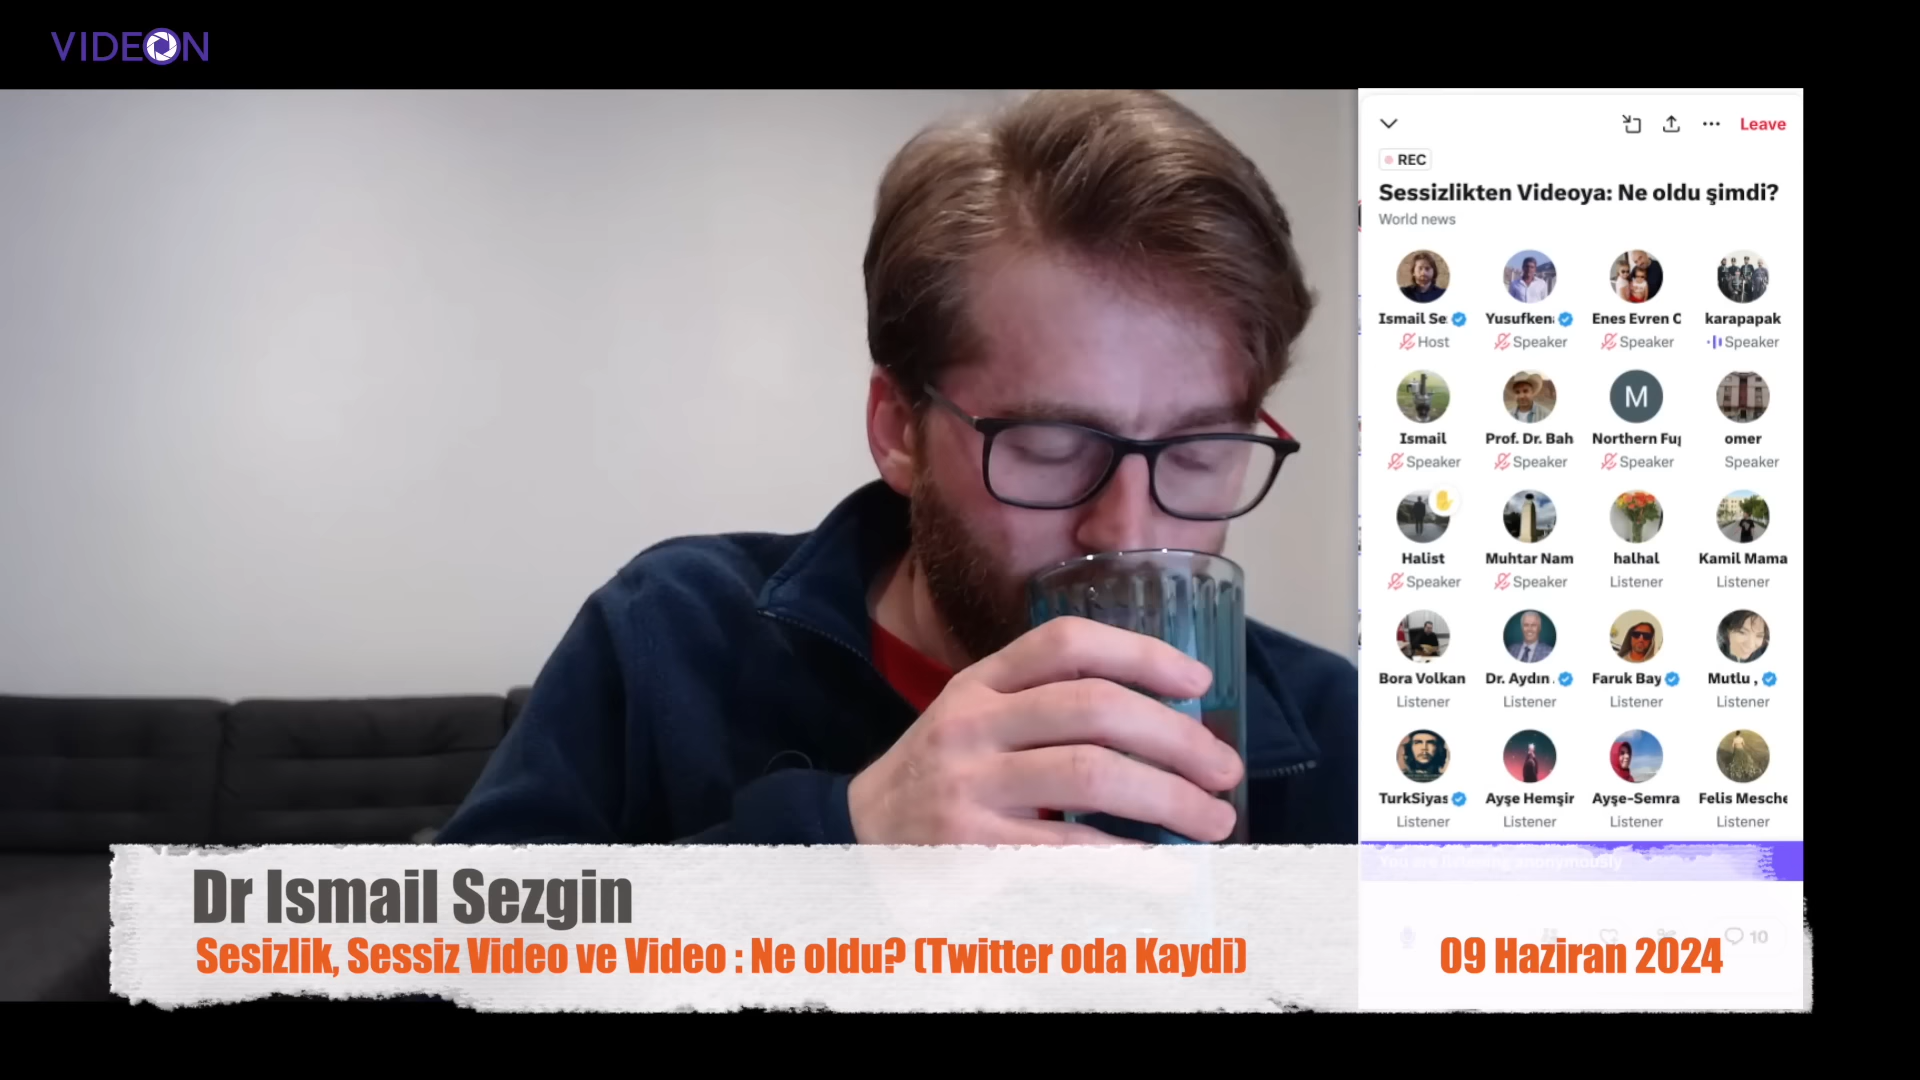 VIDEON
Leave
REC
Sessizlikten Videoya: Ne oldu şimdi?
World news
Ismail Se Yusufken Enes Evren C karapapak
Host Speaker Speaker Speaker
Ismail Prof. Dr. Bah Northern Fu omer
M
Speaker Speaker Speaker Speaker
Halist Muhtar Nam halhal Kamil Mama
Speaker Speaker Listener Listener
Bora Volkan Dr. Aydın Faruk Bay Mutlu ,
Listener Listener Listener Listener
TurkSiyas Ayşe Hemşir Ayşe-Semra Felis Mesche
Listener Listener Listener Listener
You are listening anonymously
10
Dr Ismail Sezgin
Sesizlik, Sessiz Video ve Video : Ne oldu? (Twitter oda Kaydi)
09 Haziran 2024